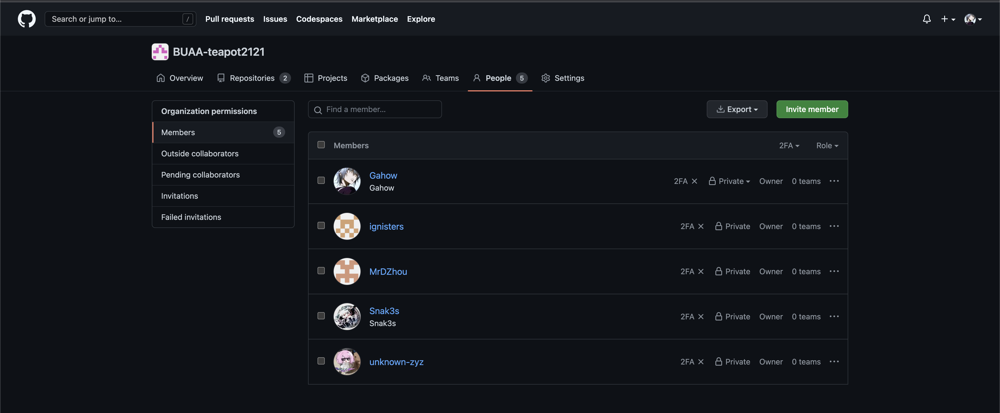 Search or jump to... / Pull requests Issues Codespaces Marketplace Explore
BUAA-teapot2121
Overview Repositories 2 Projects Packages Teams People 5 Settings
Organization permissions
Members 5
Outside collaborators
Pending collaborators
Invitations
Failed invitations
Find a member... Export Invite member
Members 2FA Role
Gahow
Gahow
2FA Private Owner 0 teams
ignisters 2FA Private Owner 0 teams
MrDZhou 2FA Private Owner 0 teams
Snak3s
Snak3s
2FA Private Owner 0 teams
unknown-zyz 2FA Private Owner 0 teams